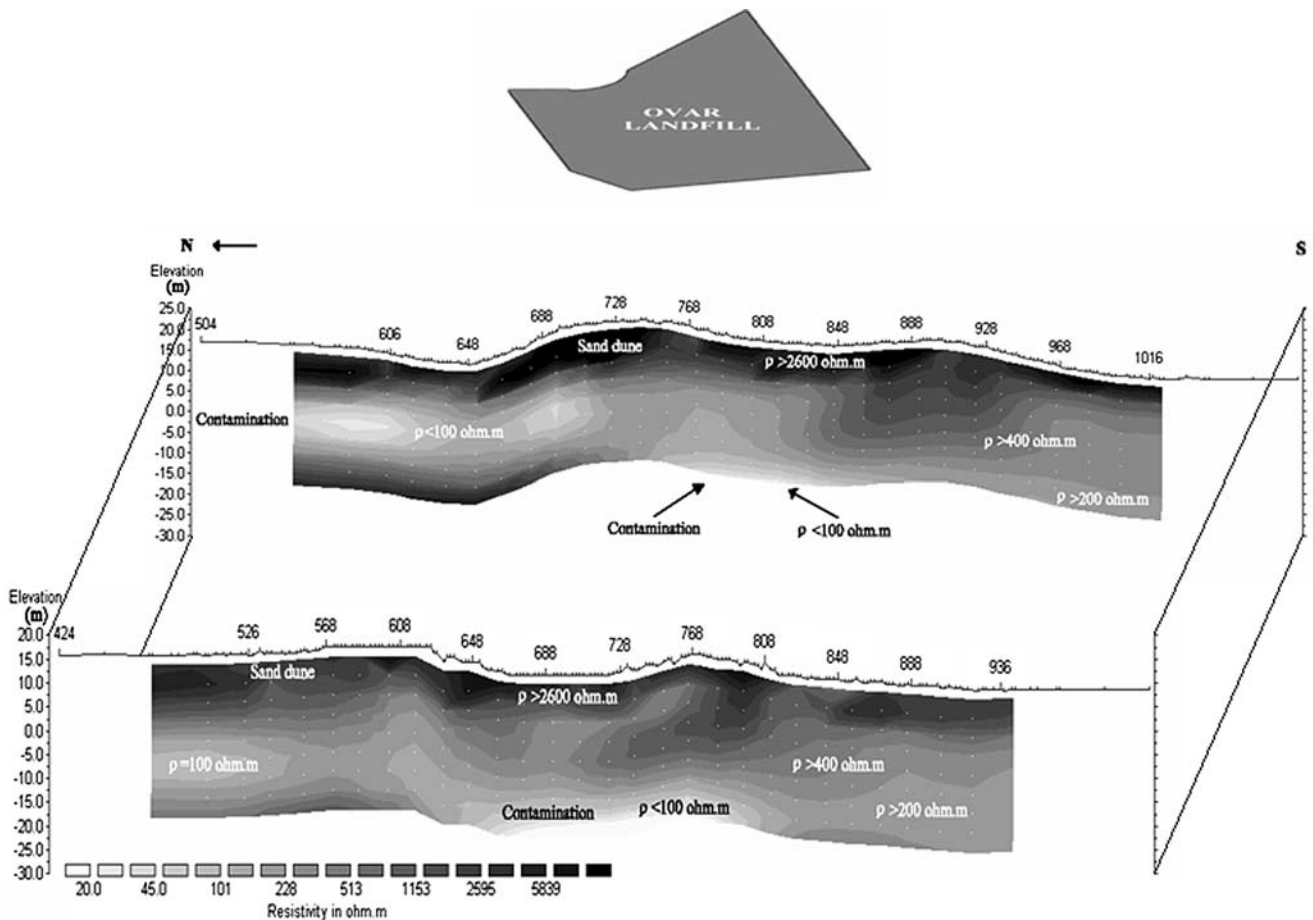 OVAR
LANDFILL
N
S
Elevation
(m)
25.0
20.0
15.0
10.0
5.0
0.0
-5.0
-10.0
-15.0
-20.0
-25.0
-30.0
504 606 648 688 728 768 808 848 888 928 968 1016
Sand dune
ρ >2600 ohm.m
Contamination
ρ <100 ohm.m
ρ >400 ohm.m
ρ >200 ohm.m
Contamination
ρ <100 ohm.m
Elevation
(m)
20.0
15.0
10.0
5.0
0.0
-5.0
-10.0
-15.0
-20.0
-25.0
-30.0
424 526 568 608 648 688 728 768 808 848 888 936
Sand dune
ρ >2600 ohm.m
ρ =100 ohm.m
ρ >400 ohm.m
Contamination
ρ <100 ohm.m
ρ >200 ohm.m
20.0 45.0 101 228 513 1153 2595 5839
Resistivity in ohm.m